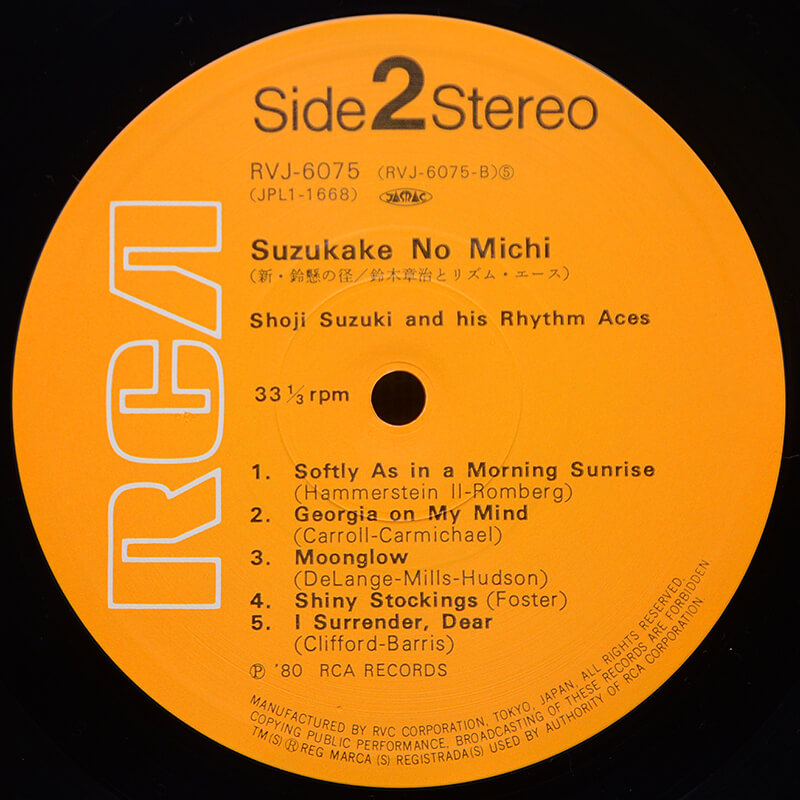 Side 2 Stereo
RVJ-6075 (RVJ-6075-B)⑤
(JPL1-1668) JASRAC
RCA
Suzukake No Michi
(新・鈴懸の径/鈴木章治とリズム・エース)
Shoji Suzuki and his Rhythm Aces
33 1/3 rpm
1. Softly As in a Morning Sunrise
(Hammerstein II-Romberg)
2. Georgia on My Mind
(Carroll-Carmichael)
3. Moonglow
(DeLange-Mills-Hudson)
4. Shiny Stockings (Foster)
5. I Surrender, Dear
(Clifford-Barris)
Ⓟ '80 RCA RECORDS
MANUFACTURED BY RVC CORPORATION, TOKYO, JAPAN, ALL RIGHTS RESERVED.
COPYING PUBLIC PERFORMANCE, BROADCASTING OF THESE RECORDS ARE FORBIDDEN
TM(S) Ⓡ REG MARCA (S) REGISTRADA(S) USED BY AUTHORITY OF RCA CORPORATION.